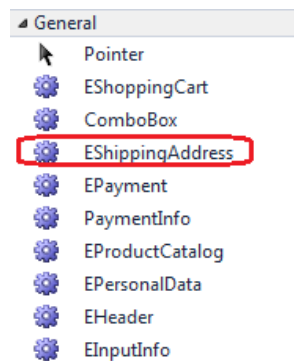 General
Pointer
EShoppingCart
ComboBox
EShippingAddress
EPayment
PaymentInfo
EProductCatalog
EPersonalData
EHeader
EInputInfo